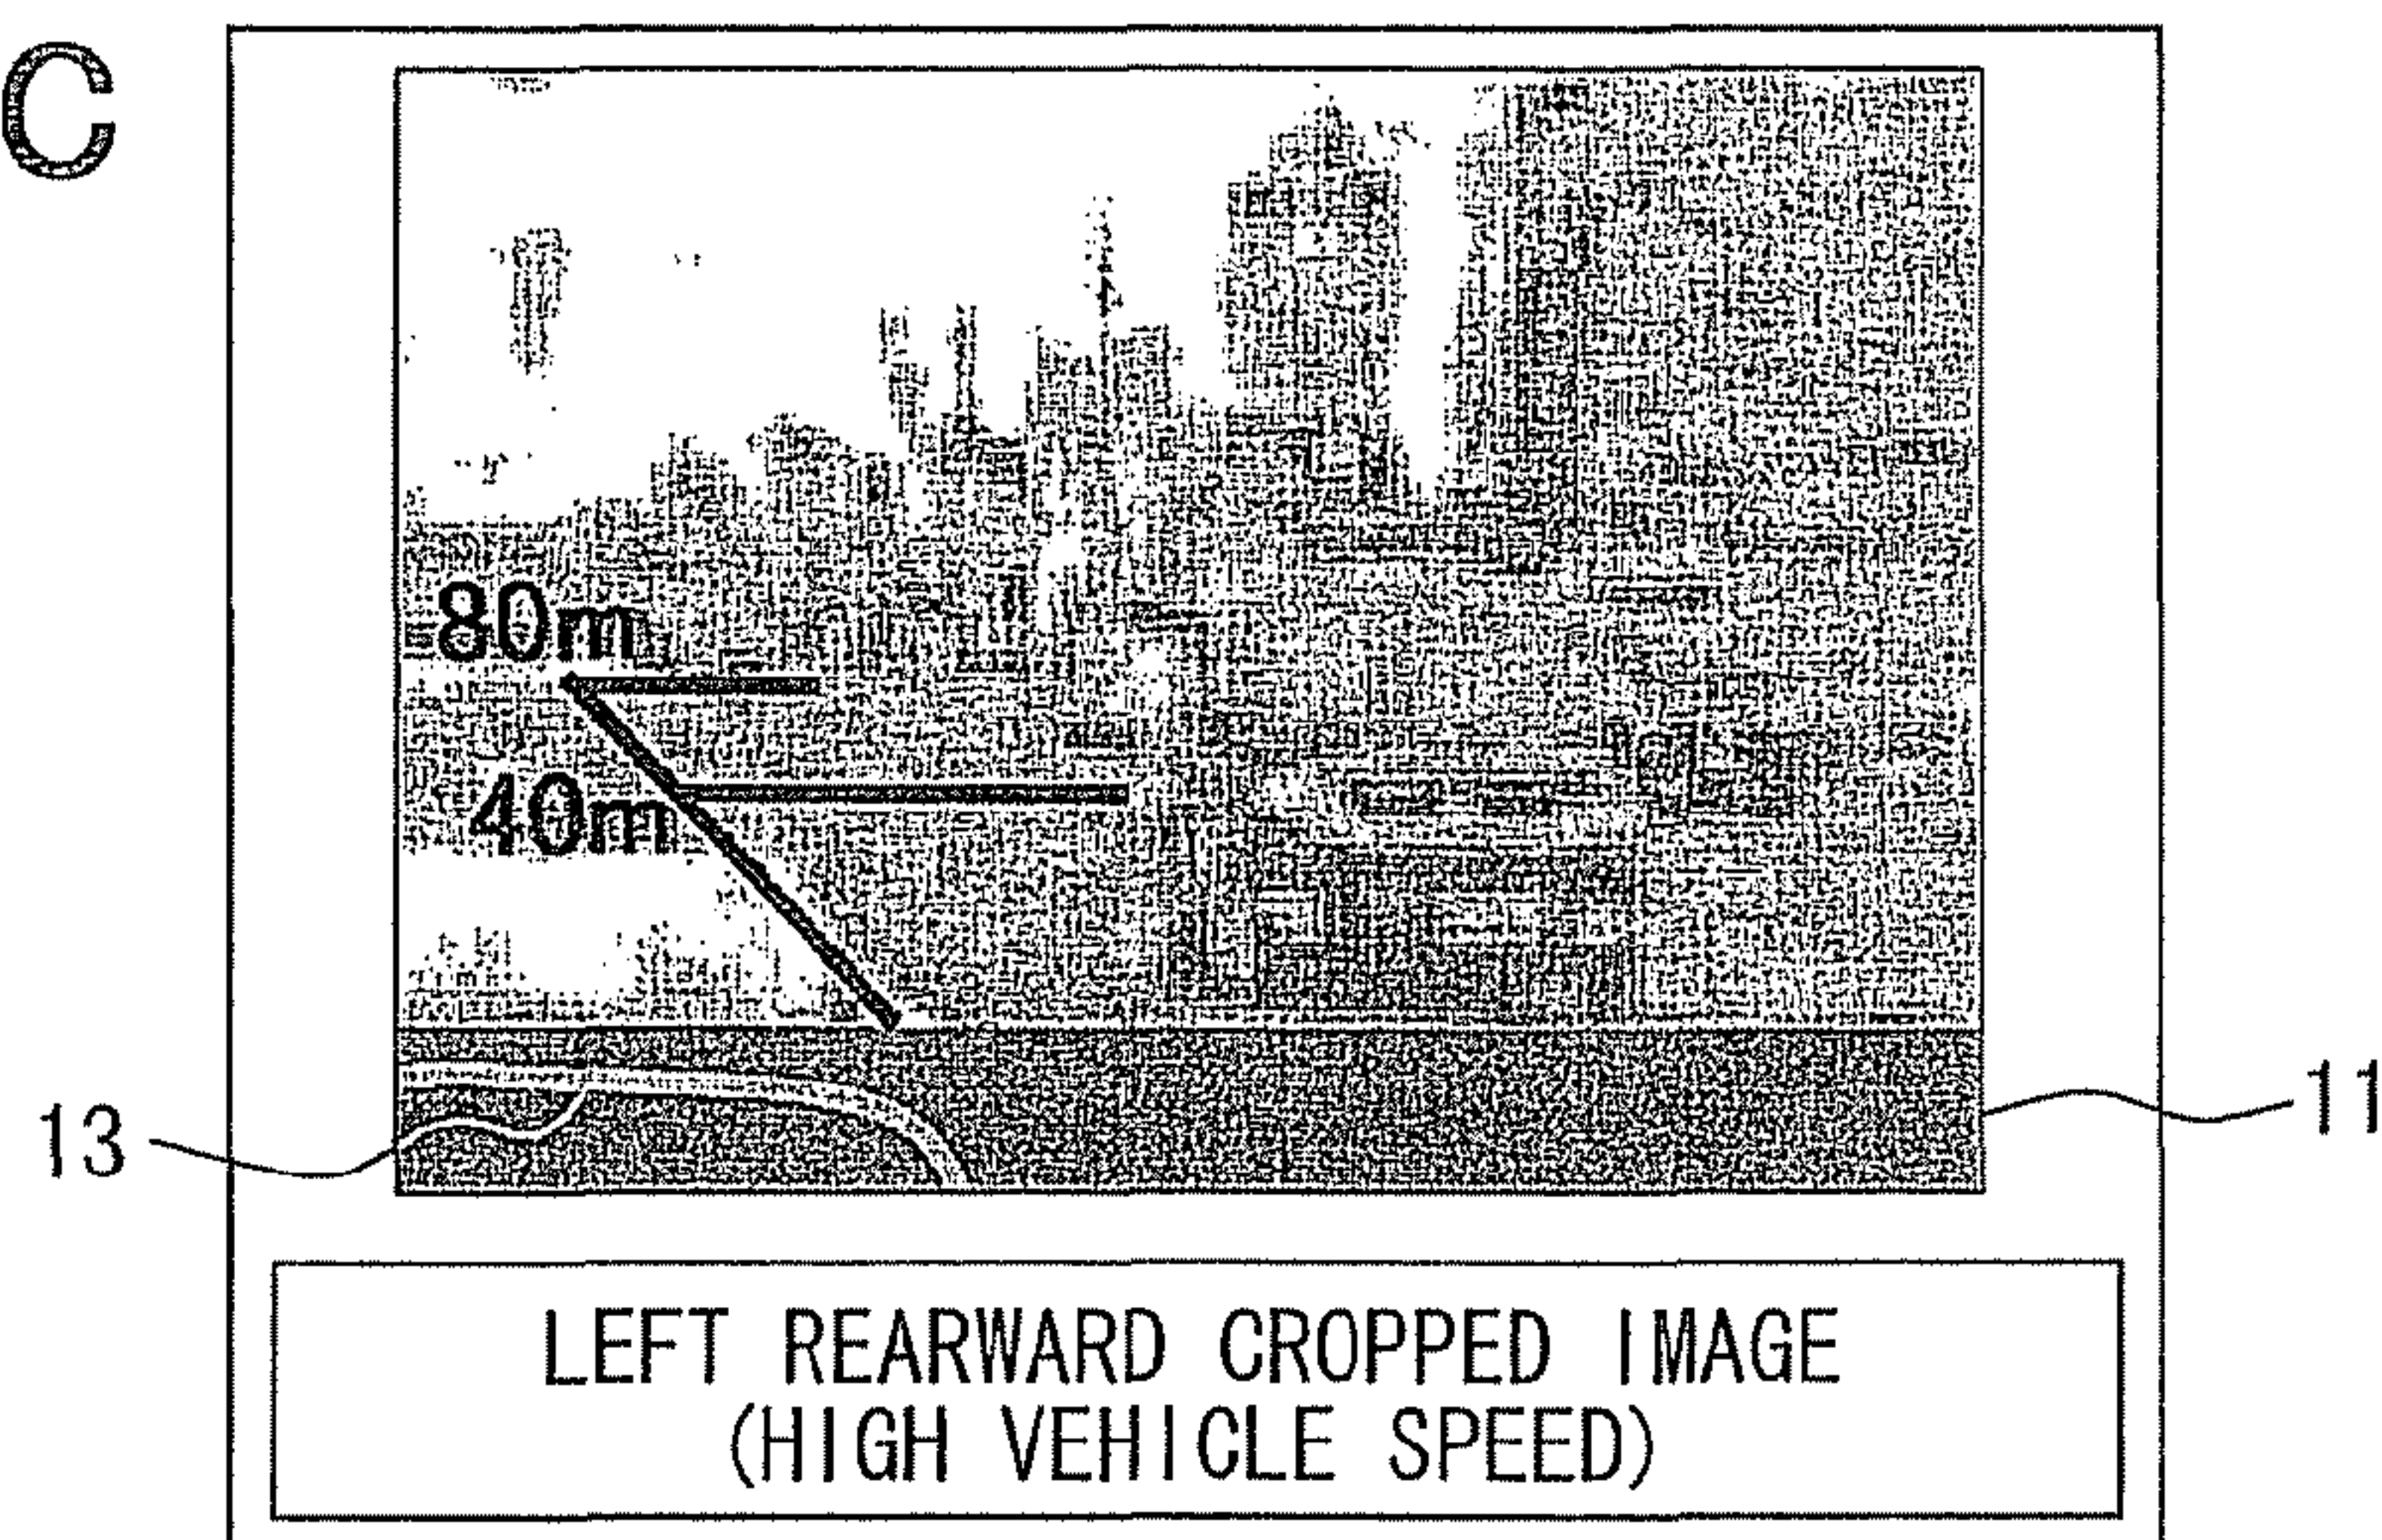 C
80m
40m
13
11
LEFT REARWARD CROPPED IMAGE
(HIGH VEHICLE SPEED)